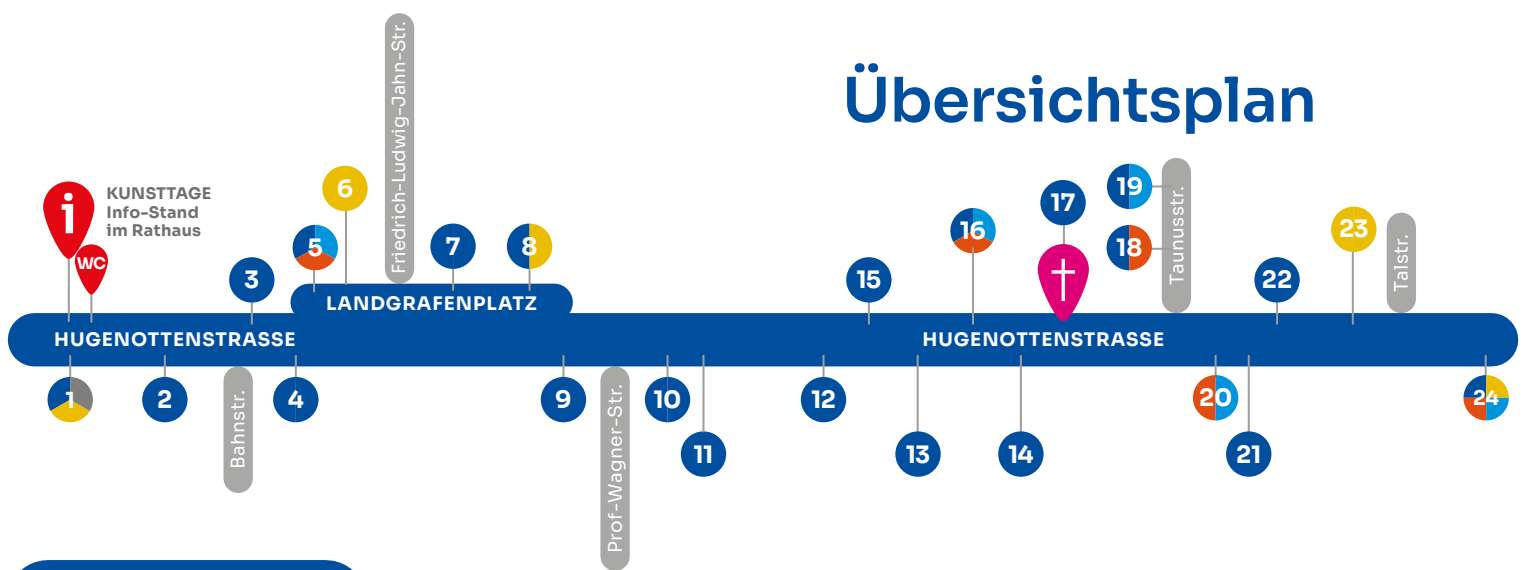 Übersichtsplan
Friedrich-Ludwig-Jahn-Str.
i
KUNSTTAGE
Info-Stand
im Rathaus
WC
6
5
7
8
3
19
17
18
16
Taunusstr.
23
Talstr.
15
22
LANDGRAFENPLATZ
HUGENOTTENSTRASSE
HUGENOTTENSTRASSE
1
2
Bahnstr.
4
9
Prof-Wagner-Str.
10
12
20
24
11
13
14
21